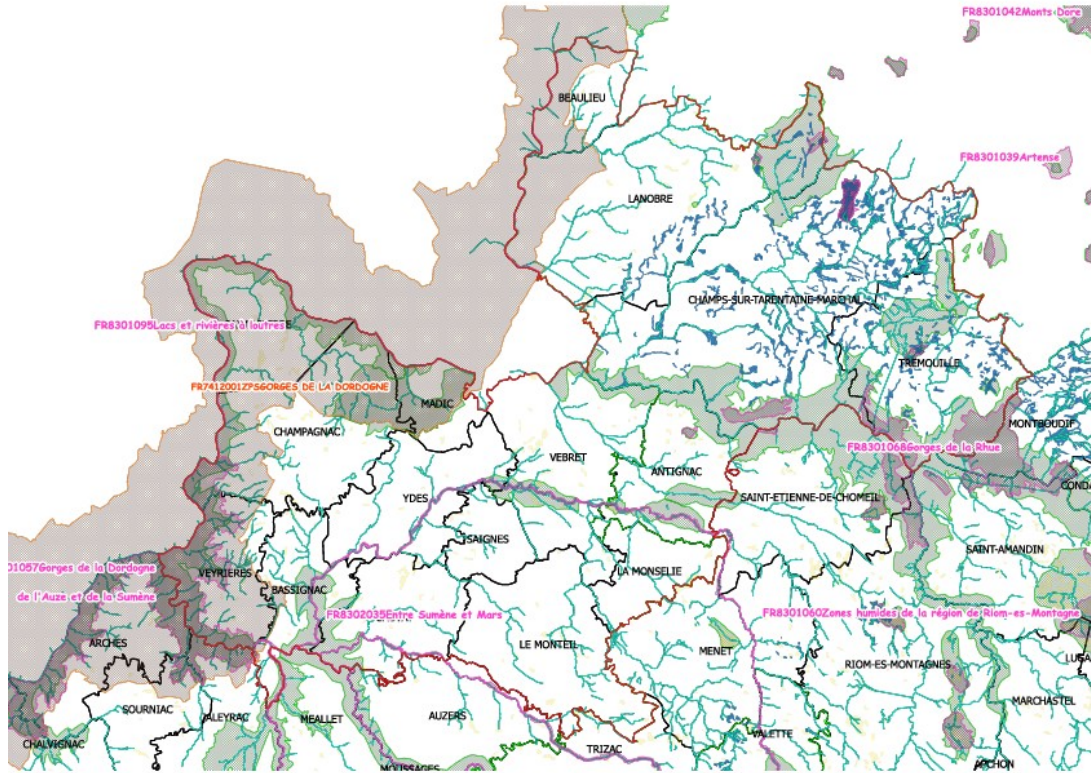 FR8301042Monts Dore
BEAULIEU
FR8301039Artense
LANOBRE
CHAMPS-SUR-TARENTAINE-MARCHAL
FR8301095Lacs et rivières à loutres
TREMOUILLE
FR7412001ZPSGORGES DE LA DORDOGNE
MADIC
MONTBOUDIF
CHAMPAGNAC
FR8301068Gorges de la Rhue
VEBRET
ANTIGNAC
YDES
SAINT-ETIENNE-DE-CHOMEIL
CONDA
SAIGNES
SAINT-AMANDIN
01057Gorges de la Dordogne
VEYRIERES
LA MONSELIE
BASSIGNAC
de l'Auze et de la Sumène
FR8302035Entre Sumène et Mars
FR8301060Zones humides de la région de Riom-es-Montagne
ARCHES
LE MONTEIL
MENET
RIOM-ES-MONTAGNES
LUGA
MARCHASTEL
SOURNIAC
JALEYRAC
MEALLET
AUZERS
VALETTE
CHALVIGNAC
TRIZAC
MOUSSAGES
APCHON